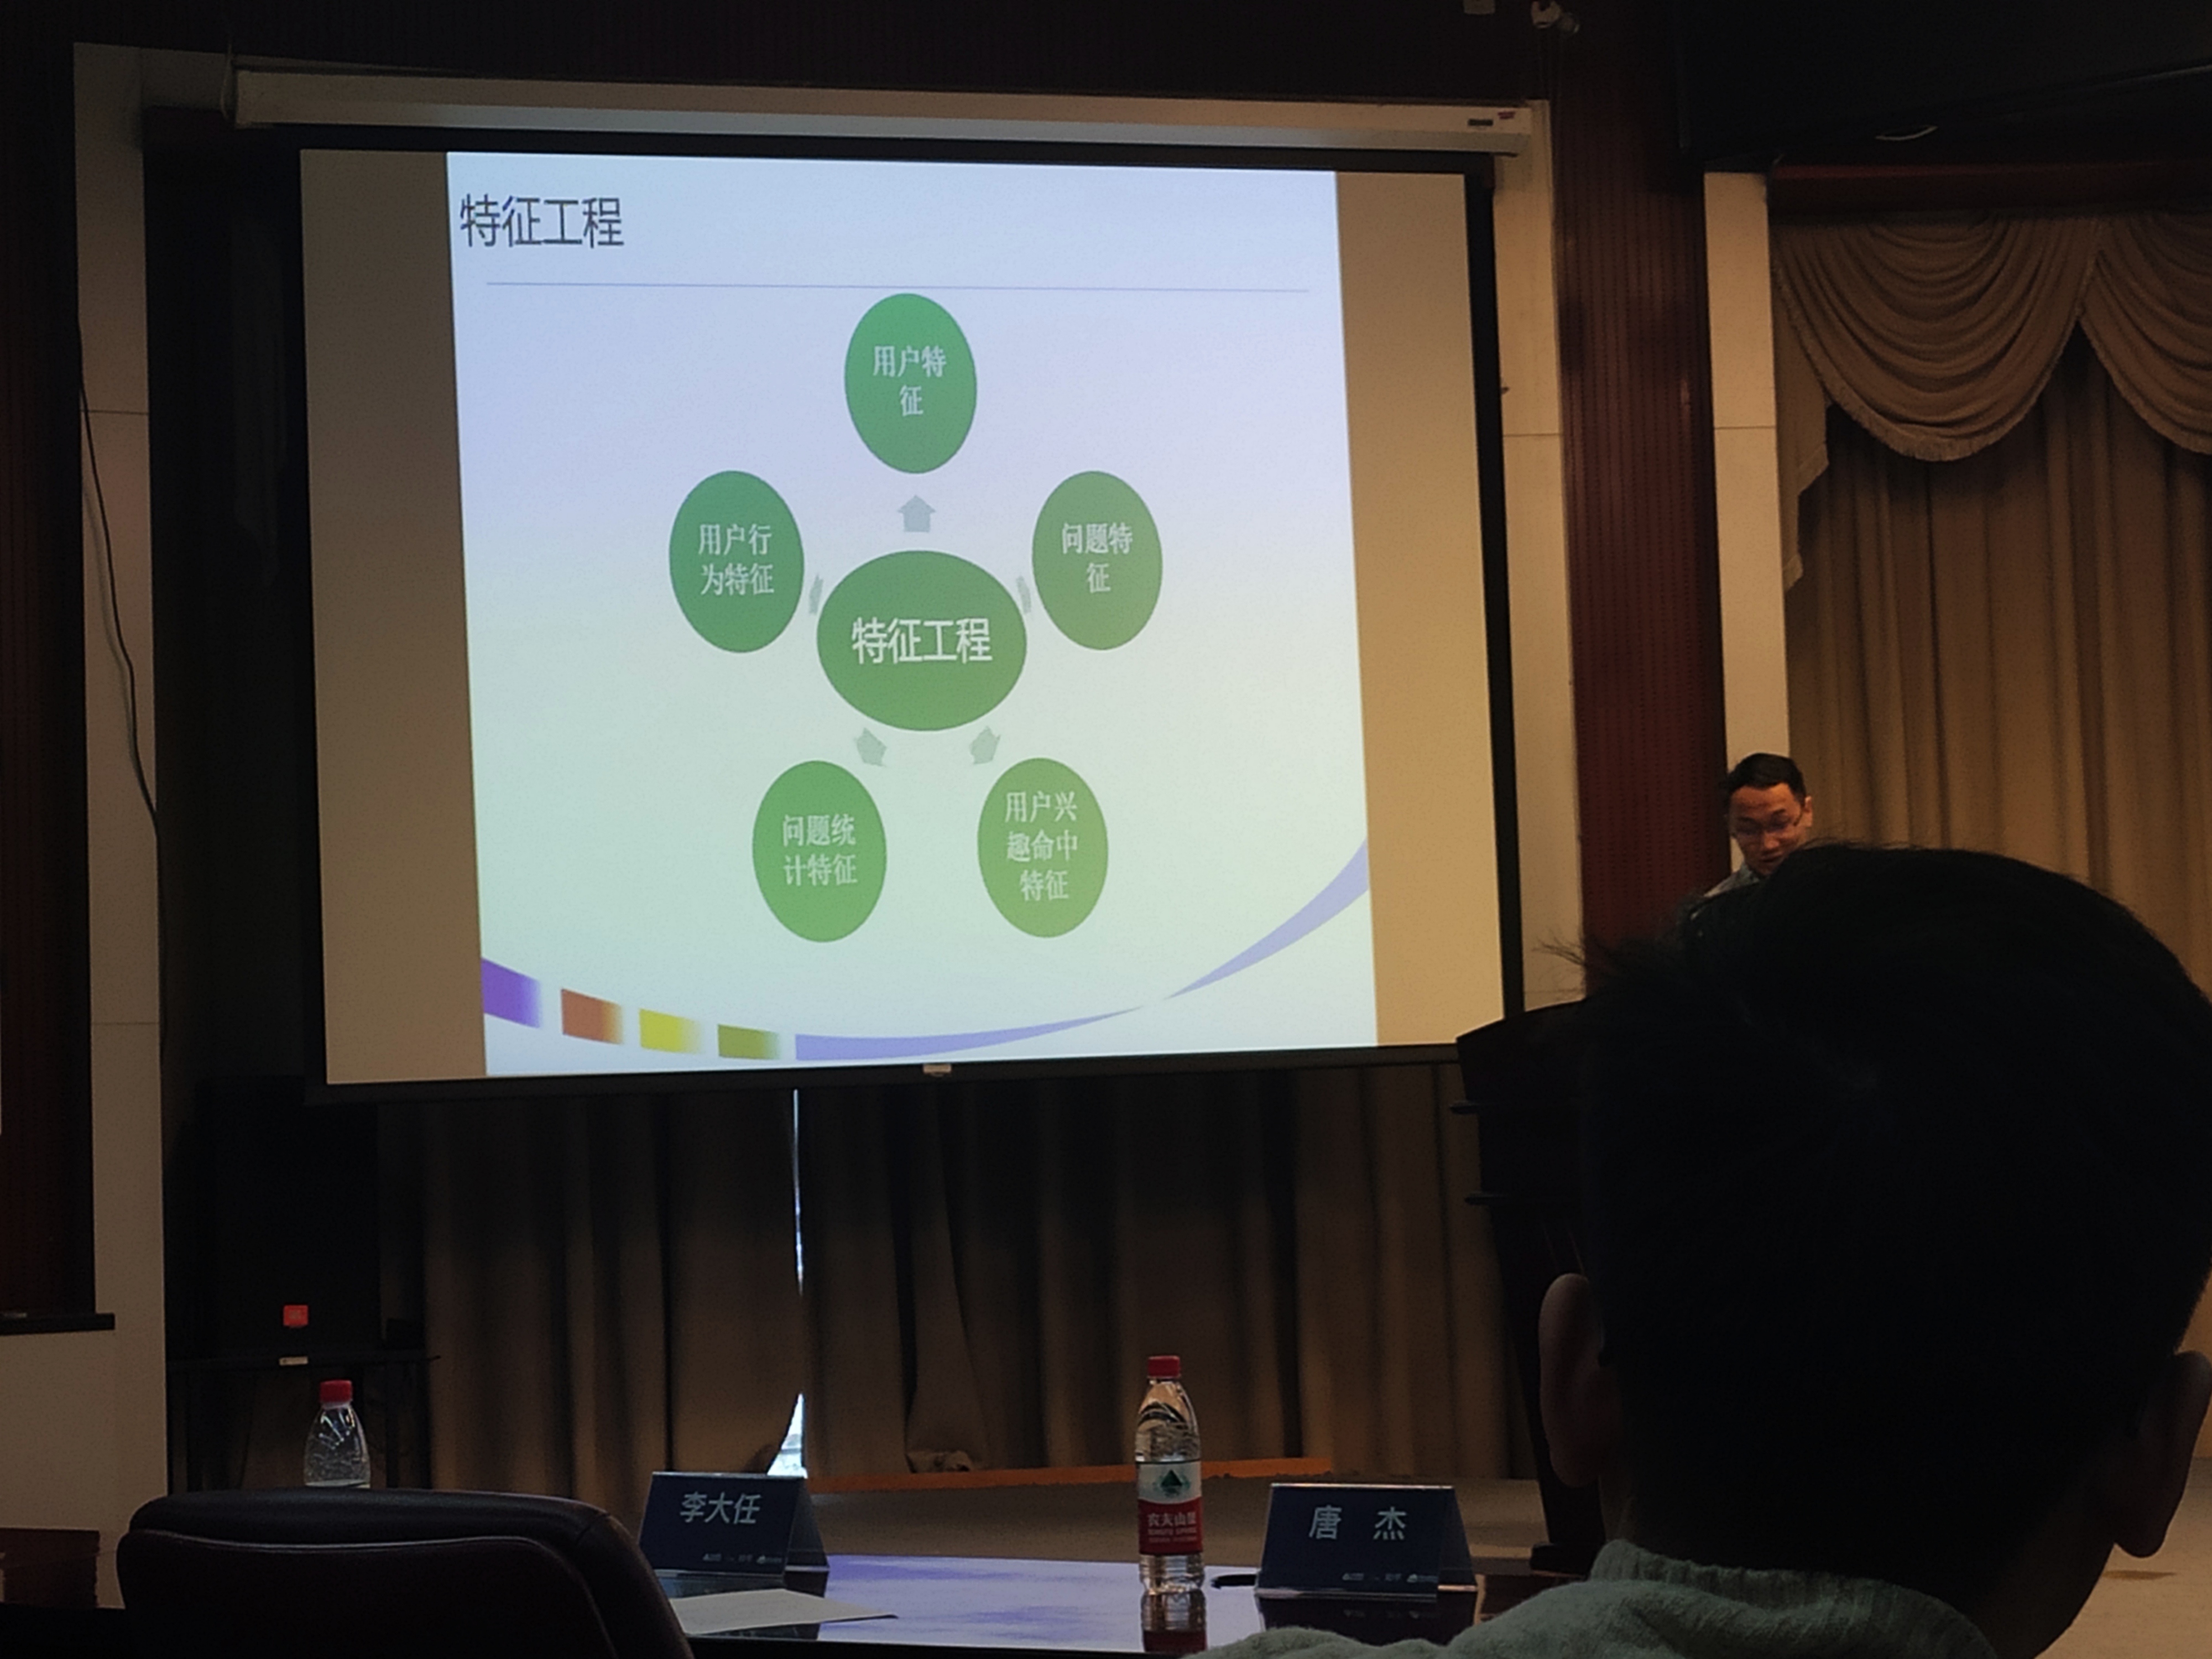 特征工程
用户特
征
用户行
为特征
问题特
征
特征工程
问题统
计特征
用户兴
趣命中
特征
李大任
农夫山泉
唐 杰